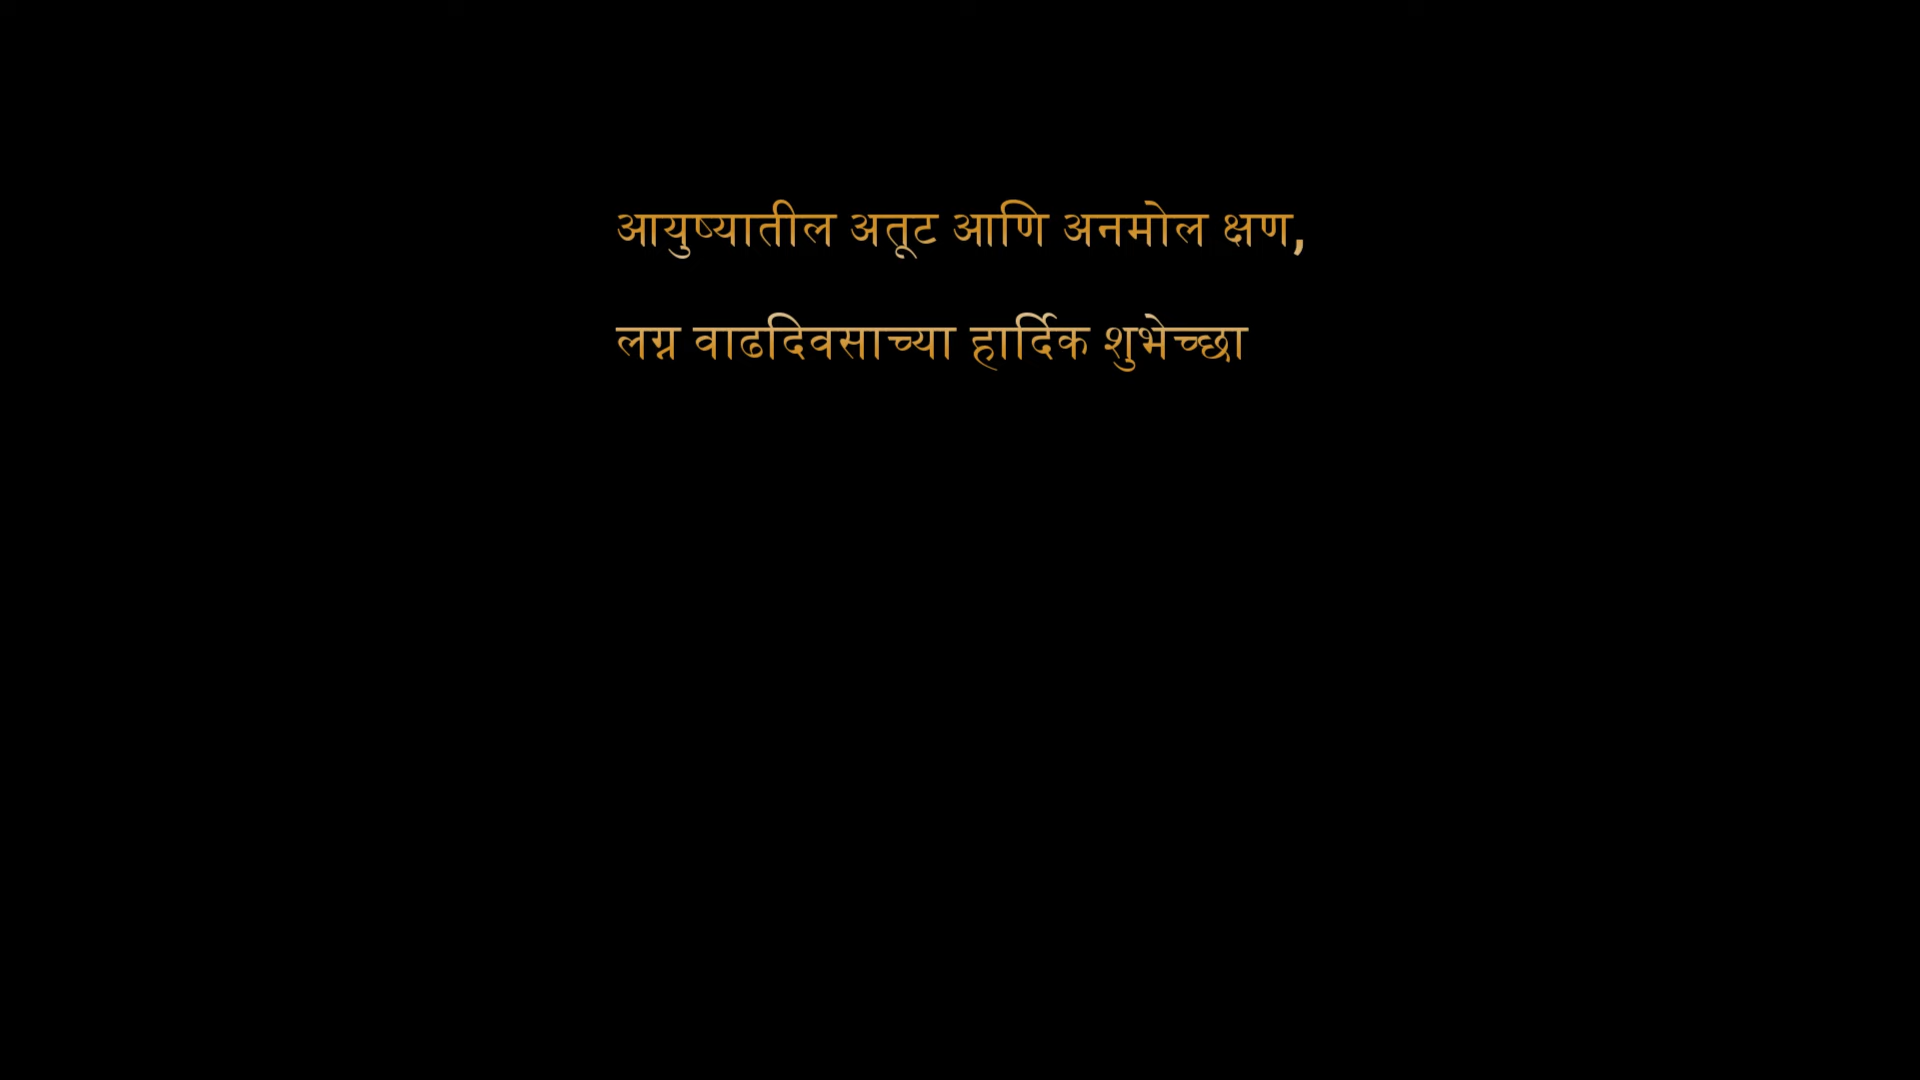 आयुष्यातील अतूट आणि अनमोल क्षण,
लग्न वाढदिवसाच्या हार्दिक शुभेच्छा